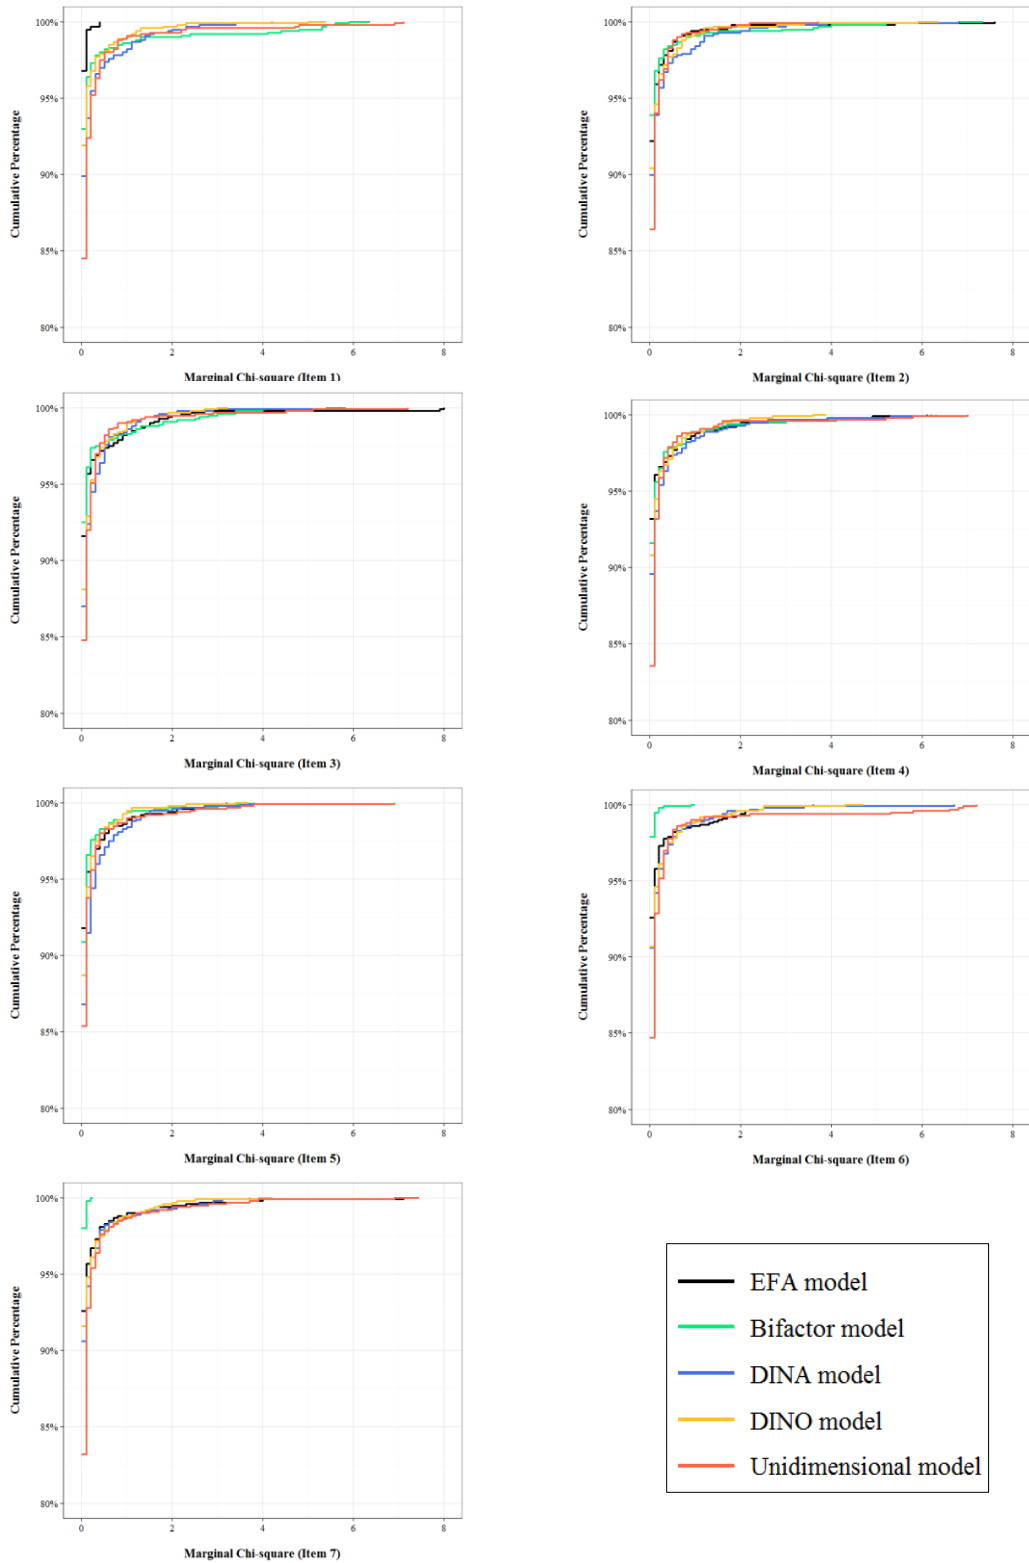 100%
95%
90%
85%
80%
Cumulative Percentage
0 2 4 6 8
Marginal Chi-square (Item 1)
100%
95%
90%
85%
80%
Cumulative Percentage
0 2 4 6 8
Marginal Chi-square (Item 2)
100%
95%
90%
85%
80%
Cumulative Percentage
0 2 4 6 8
Marginal Chi-square (Item 3)
100%
95%
90%
85%
80%
Cumulative Percentage
0 2 4 6 8
Marginal Chi-square (Item 4)
100%
95%
90%
85%
80%
Cumulative Percentage
0 2 4 6 8
Marginal Chi-square (Item 5)
100%
95%
90%
85%
80%
Cumulative Percentage
0 2 4 6 8
Marginal Chi-square (Item 6)
100%
95%
90%
85%
80%
Cumulative Percentage
0 2 4 6 8
Marginal Chi-square (Item 7)
EFA model
Bifactor model
DINA model
DINO model
Unidimensional model